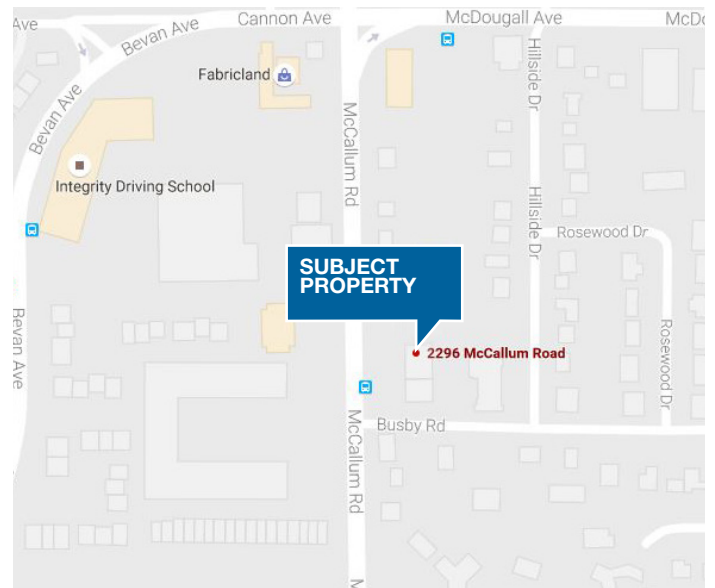 Ave
Bevan Ave
Cannon Ave
McDougall Ave
McDo
Fabricland
Hillside Dr
Bevan Ave
McCallum Rd
Integrity Driving School
Hillside Dr
Rosewood Dr
SUBJECT
PROPERTY
Bevan Ave
2296 McCallum Road
Rosewood Dr
McCallum Rd
Busby Rd
M